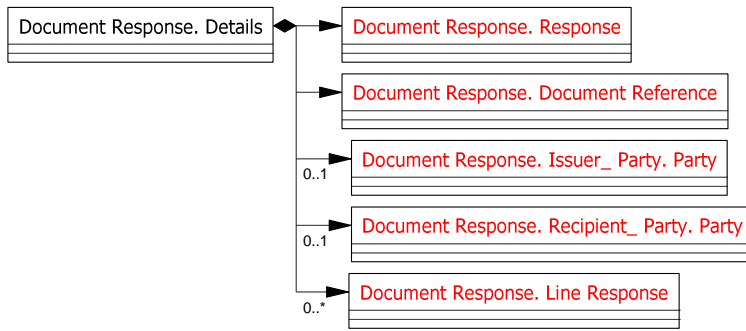 Document Response. Details
Document Response. Response
Document Response. Document Reference
Document Response. Issuer_ Party. Party
0..1
Document Response. Recipient_ Party. Party
0..1
Document Response. Line Response
0..*